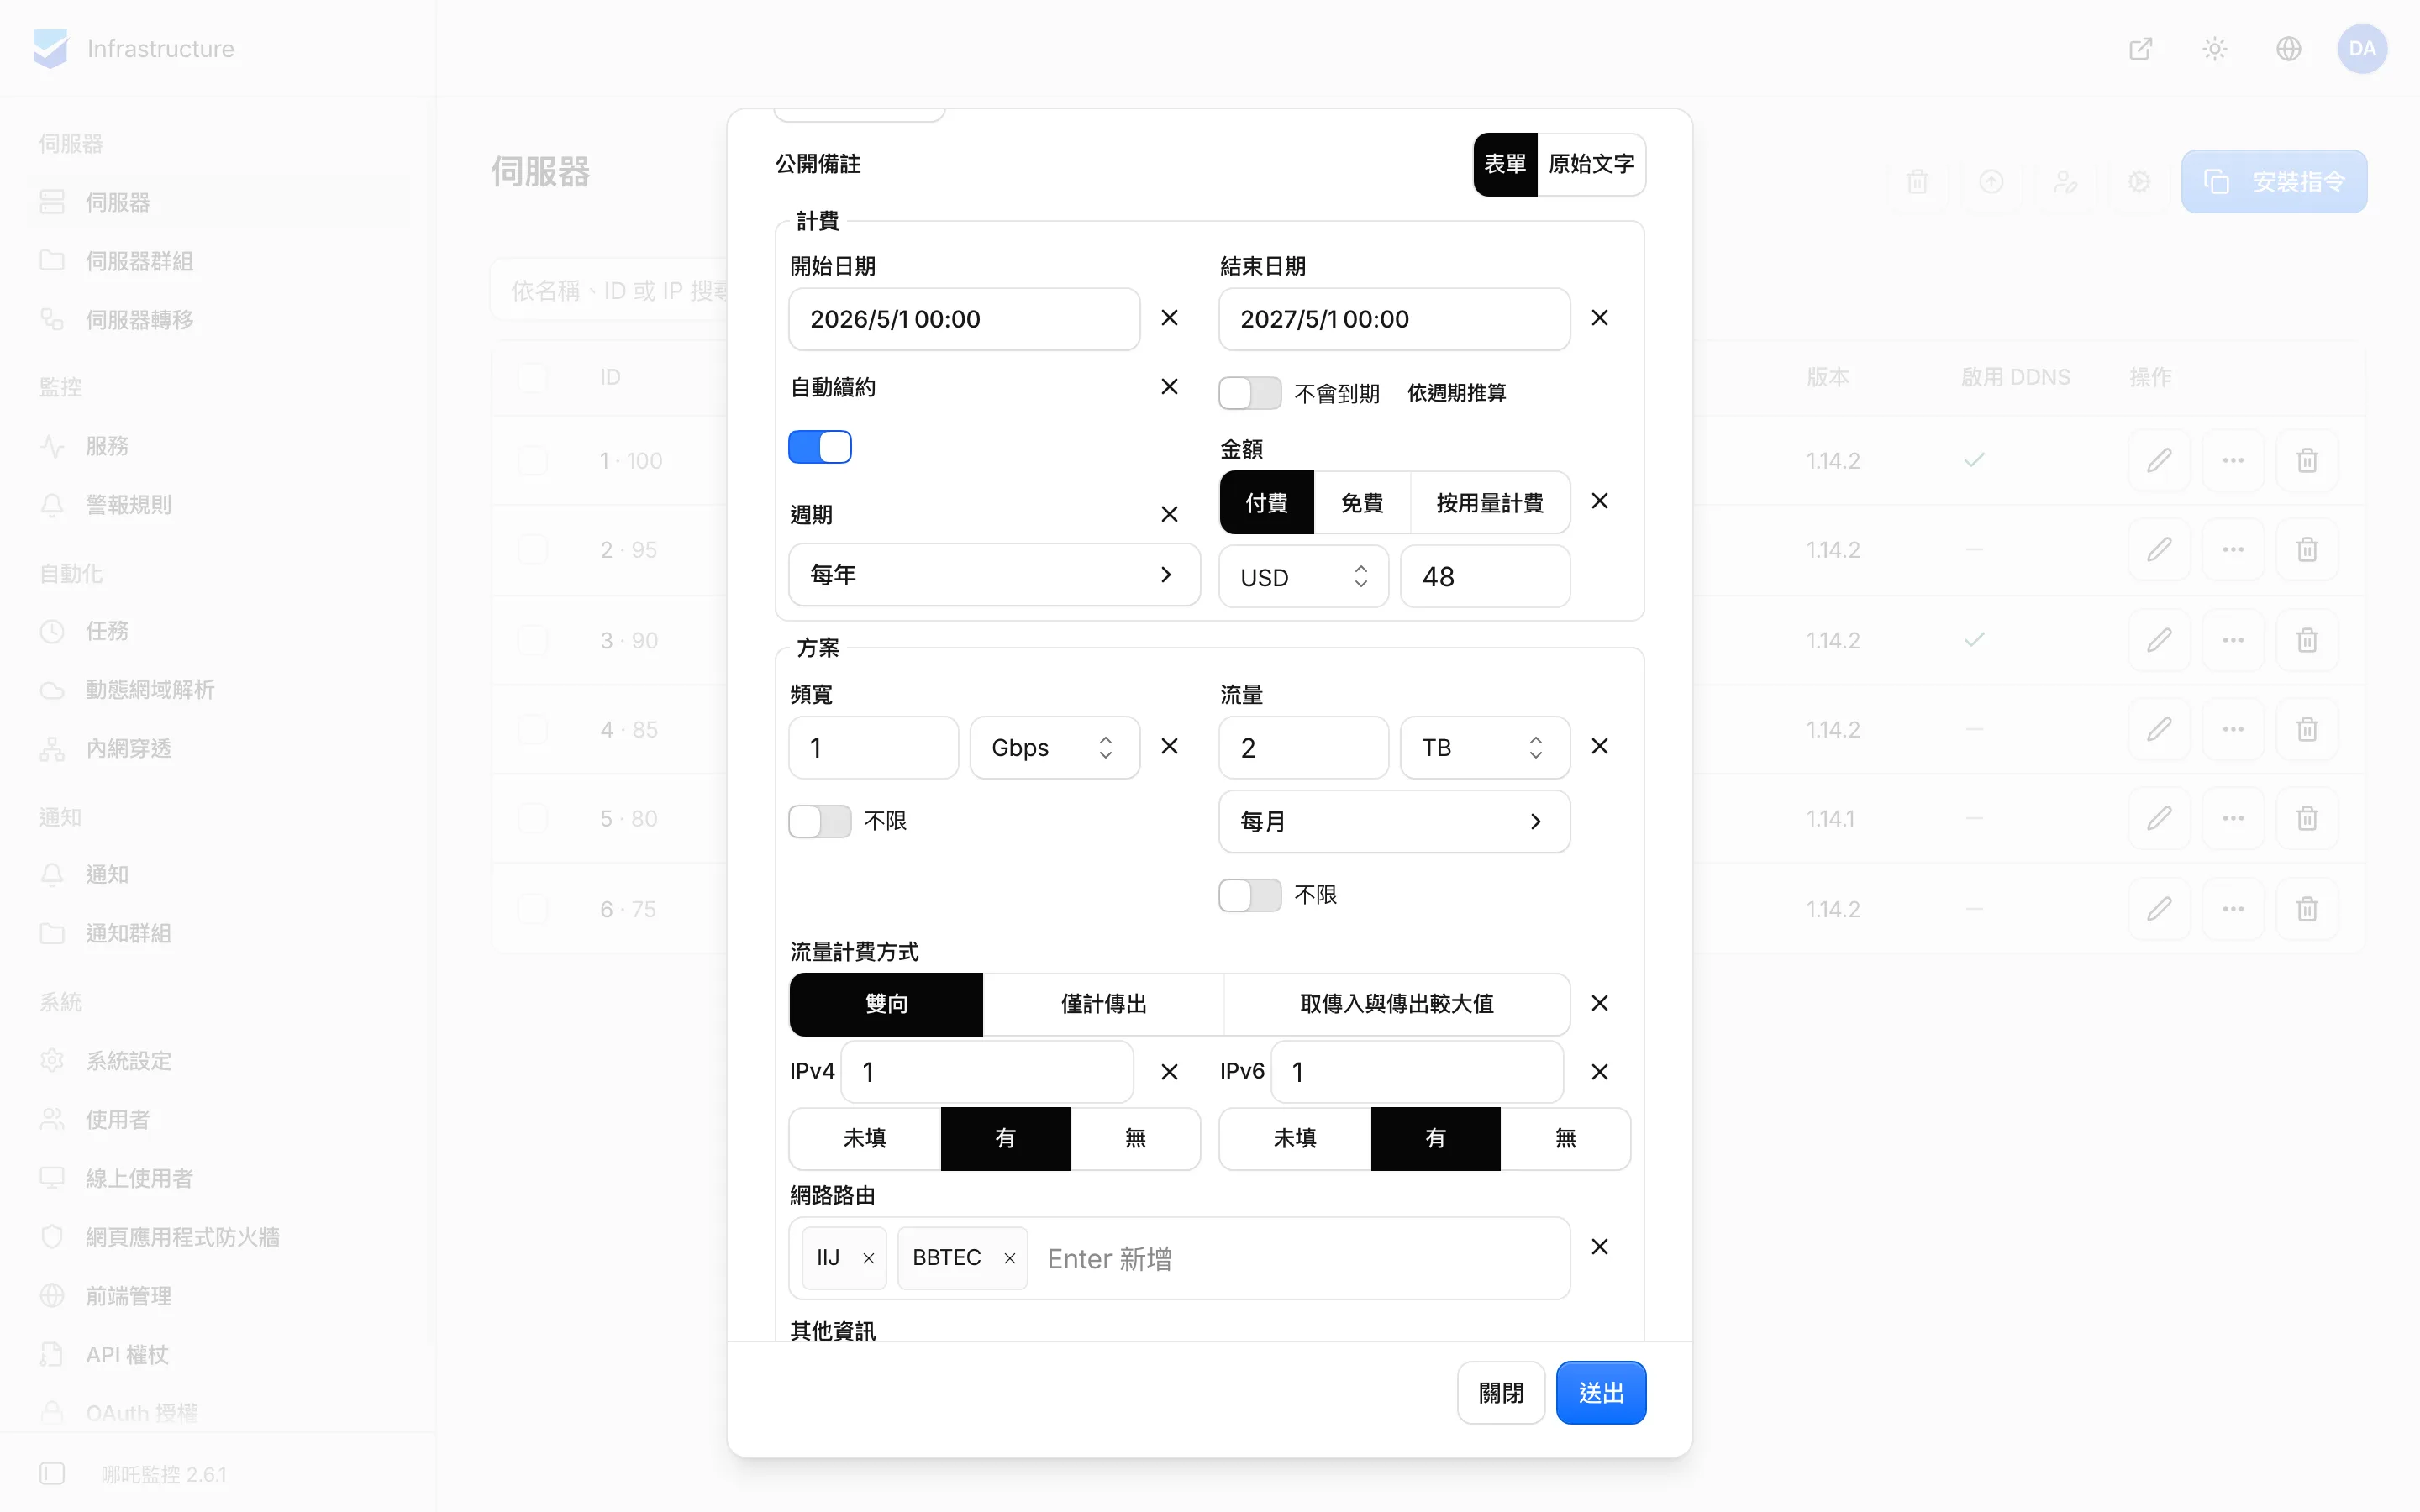 Infrastructure
DA
伺服器
伺服器
伺服器群組
伺服器轉移
監控
服務
警報規則
自動化
任務
動態網域解析
內網穿透
通知
通知
通知群組
系統
系統設定
使用者
線上使用者
網頁應用程式防火牆
前端管理
API 權杖
OAuth 授權
哪吒監控 2.6.1
伺服器
安裝指令
依名稱、ID 或 IP 搜尋
ID
版本
啟用 DDNS
操作
1 · 100
1.14.2
2 · 95
1.14.2
3 · 90
1.14.2
4 · 85
1.14.2
5 · 80
1.14.1
6 · 75
1.14.2
公開備註
表單
原始文字
計費
開始日期
結束日期
2026/5/1 00:00
2027/5/1 00:00
自動續約
不會到期
依週期推算
金額
付費
免費
按用量計費
週期
每年
USD
48
方案
頻寬
流量
1
Gbps
2
TB
不限
每月
不限
流量計費方式
雙向
僅計傳出
取傳入與傳出較大值
IPv4
1
IPv6
1
未填
有
無
未填
有
無
網路路由
IIJ
BBTEC
Enter 新增
其他資訊
關閉
送出